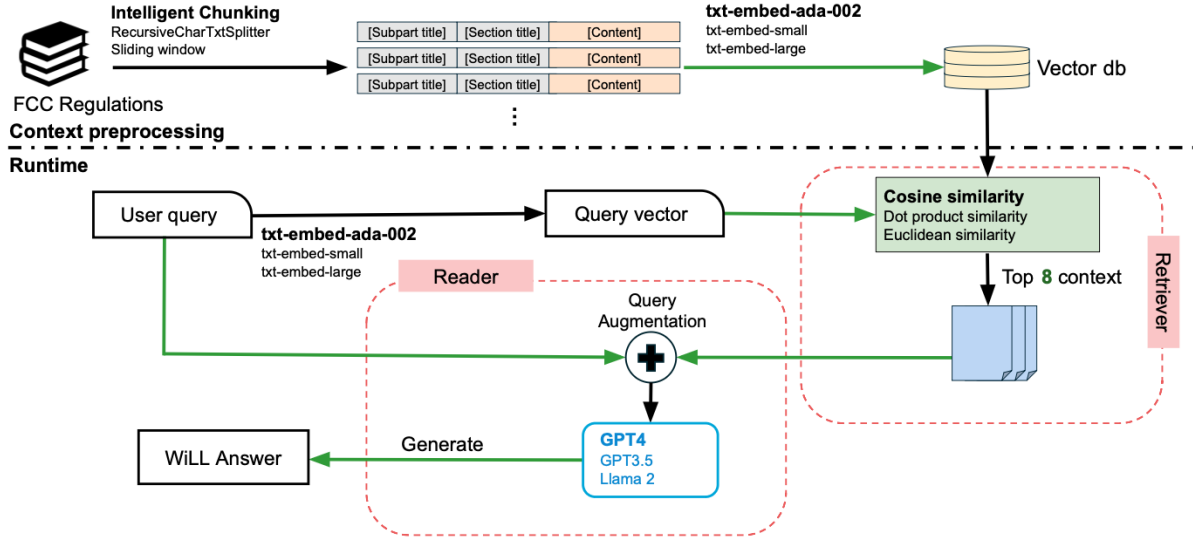 Intelligent Chunking
RecursiveCharTxtSplitter
Sliding window
FCC Regulations
[Subpart title] [Section title] [Content]
[Subpart title] [Section title] [Content]
[Subpart title] [Section title] [Content]
txt-embed-ada-002
txt-embed-small
txt-embed-large
Vector db
Context preprocessing
Runtime
User query
txt-embed-ada-002
txt-embed-small
txt-embed-large
Query vector
Cosine similarity
Dot product similarity
Euclidean similarity
Top 8 context
Retriever
Reader
Query
Augmentation
GPT4
GPT3.5
Llama 2
Generate
WiLL Answer